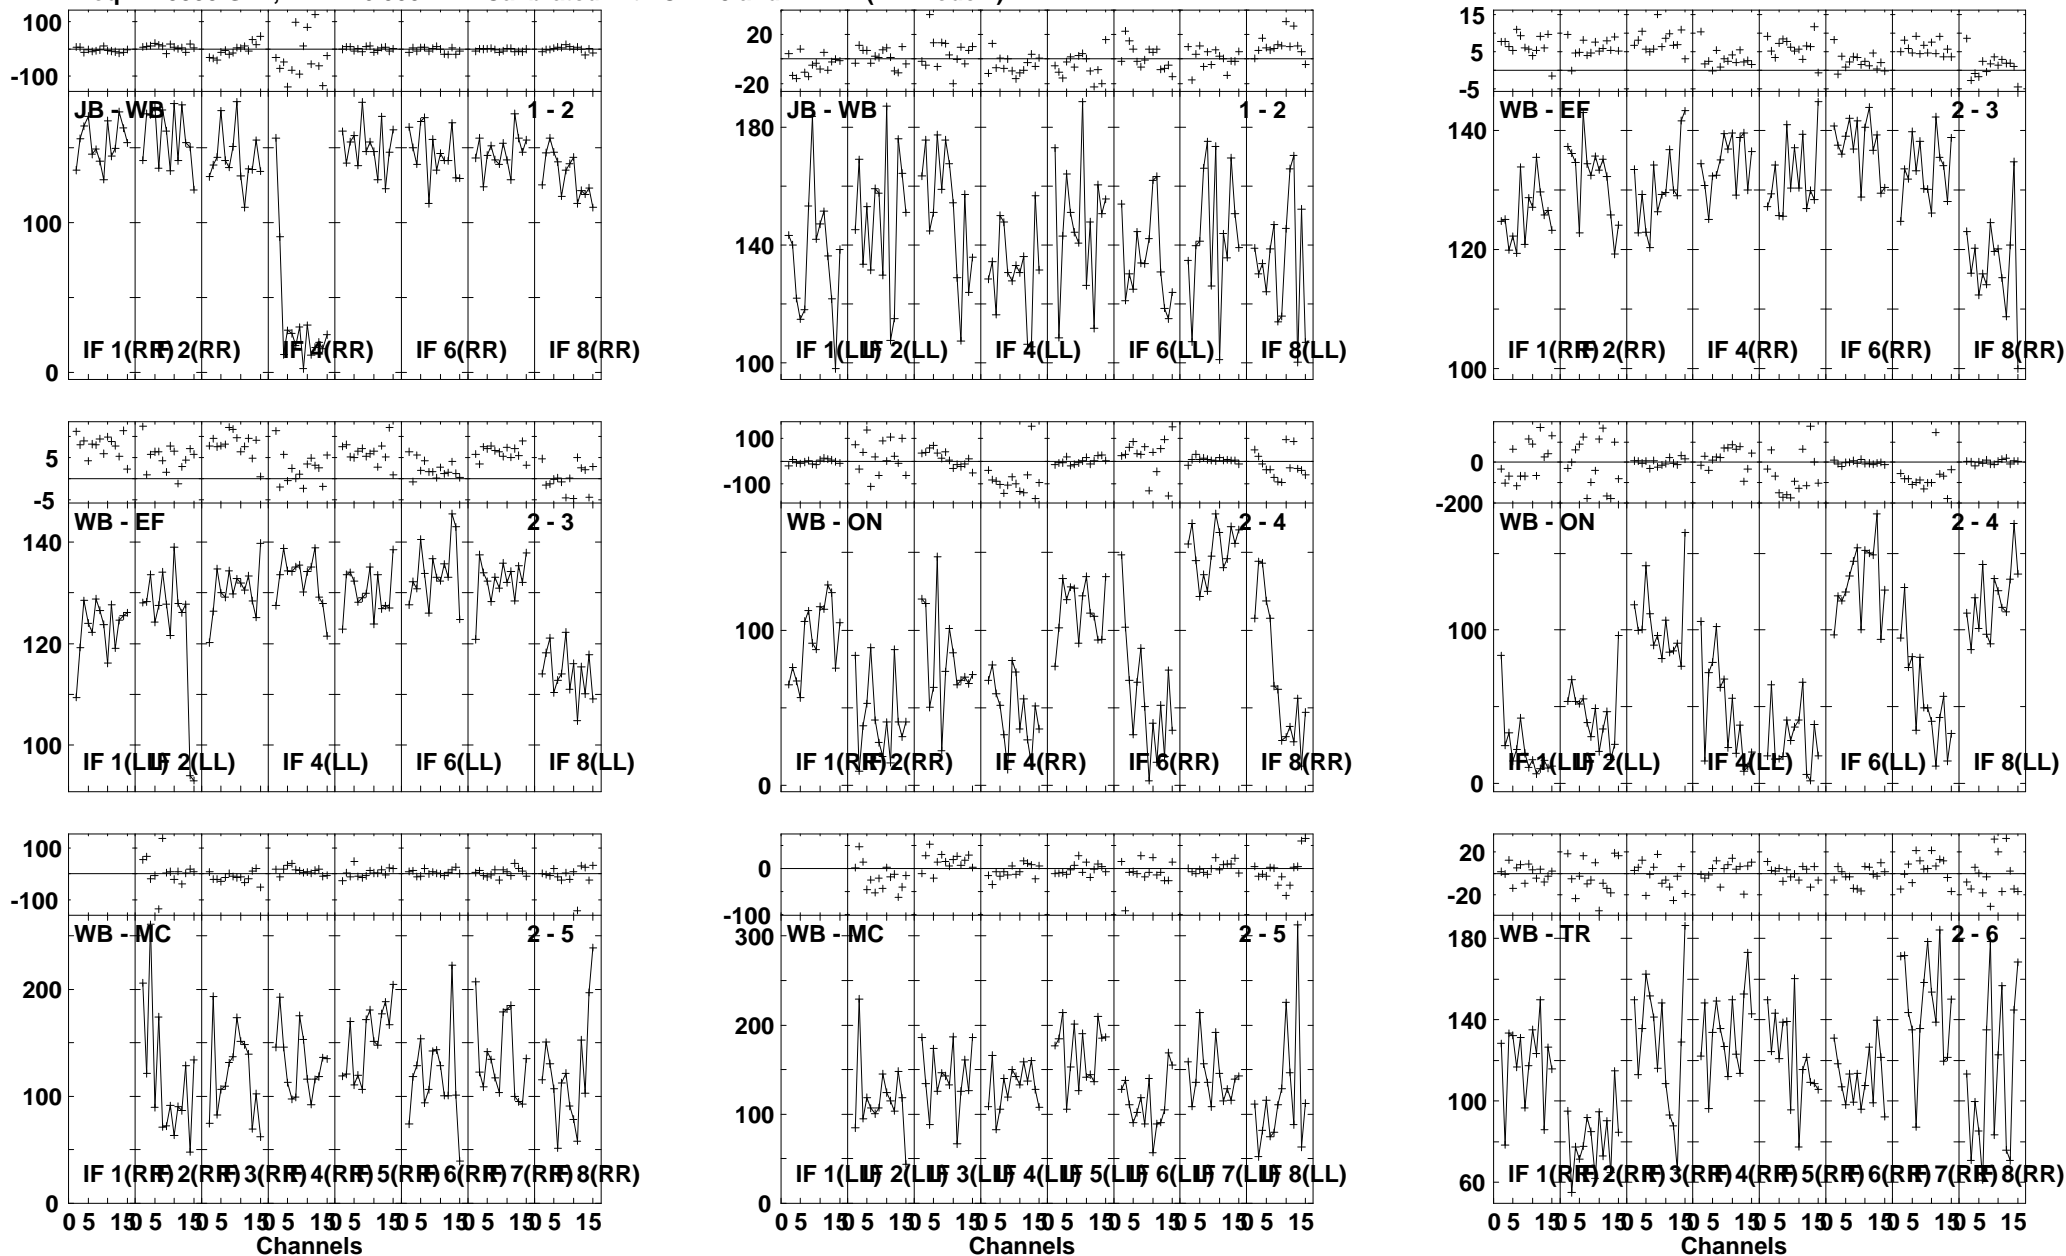 100
-100
JB - WB 1 - 2
100
0
IF 1(RR) IF 2(RR) IF 4(RR) IF 6(RR) IF 8(RR)
20
-20
JB - WB 1 - 2
180
140
100
IF 1(LL) IF 2(LL) IF 4(LL) IF 6(LL) IF 8(LL)
15
5
-5
WB - EF 2 - 3
140
120
100
IF 1(RR) IF 2(RR) IF 4(RR) IF 6(RR) IF 8(RR)
5
-5
WB - EF 2 - 3
140
120
100
IF 1(LL) IF 2(LL) IF 4(LL) IF 6(LL) IF 8(LL)
100
-100
WB - ON 2 - 4
100
0
IF 1(RR) IF 2(RR) IF 4(RR) IF 6(RR) IF 8(RR)
0
-200
WB - ON 2 - 4
100
0
IF 1(LL) IF 2(LL) IF 4(LL) IF 6(LL) IF 8(LL)
100
-100
WB - MC 2 - 5
200
100
0
IF 1(RR) IF 2(RR) IF 3(RR) IF 4(RR) IF 5(RR) IF 6(RR) IF 7(RR) IF 8(RR)
0 5 15 0 5 15 0 5 15 0 5 15 0 5 15 0 5 15 0 5 15 0 5 15
Channels
0
-100
WB - MC 2 - 5
300
200
100
0
IF 1(LL) IF 2(LL) IF 3(LL) IF 4(LL) IF 5(LL) IF 6(LL) IF 7(LL) IF 8(LL)
0 5 15 0 5 15 0 5 15 0 5 15 0 5 15 0 5 15 0 5 15 0 5 15
Channels
20
-20
WB - TR 2 - 6
180
140
100
60
IF 1(RR) IF 2(RR) IF 3(RR) IF 4(RR) IF 5(RR) IF 6(RR) IF 7(RR) IF 8(RR)
0 5 15 0 5 15 0 5 15 0 5 15 0 5 15 0 5 15 0 5 15 0 5 15
Channels